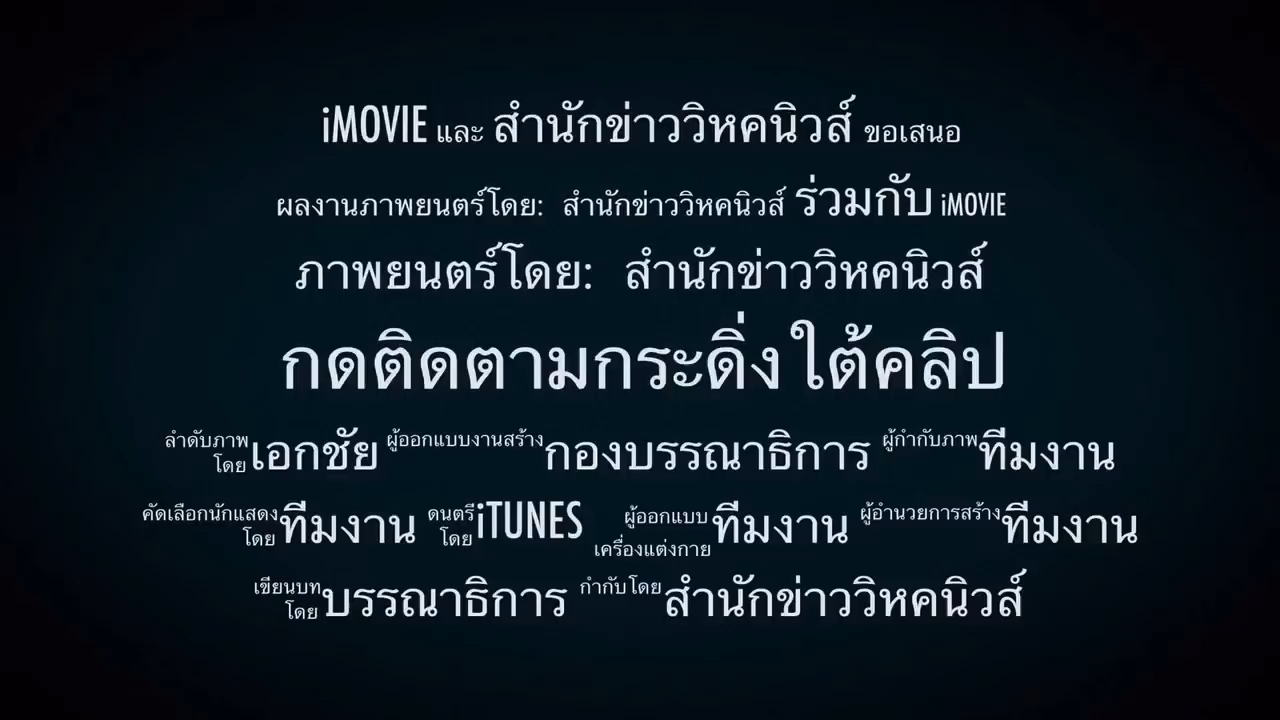 iMOVIE และ สำนักข่าววิหคนิวส์ ขอเสนอ
ผลงานภาพยนตร์โดย: สำนักข่าววิหคนิวส์ ร่วมกับ iMOVIE
ภาพยนตร์โดย: สำนักข่าววิหคนิวส์
กดติดตามกระดิ่ง ใต้คลิป
ลำดับภาพโดย เอกชัย ผู้ออกแบบงานสร้าง กองบรรณาธิการ ผู้กำกับภาพ ทีมงาน
คัดเลือกนักแสดงโดย ทีมงาน ดนตรีโดย iTUNES ผู้ออกแบบเครื่องแต่งกาย ทีมงาน ผู้อำนวยการสร้าง ทีมงาน
เขียนบทโดย บรรณาธิการ กำกับโดย สำนักข่าววิหคนิวส์